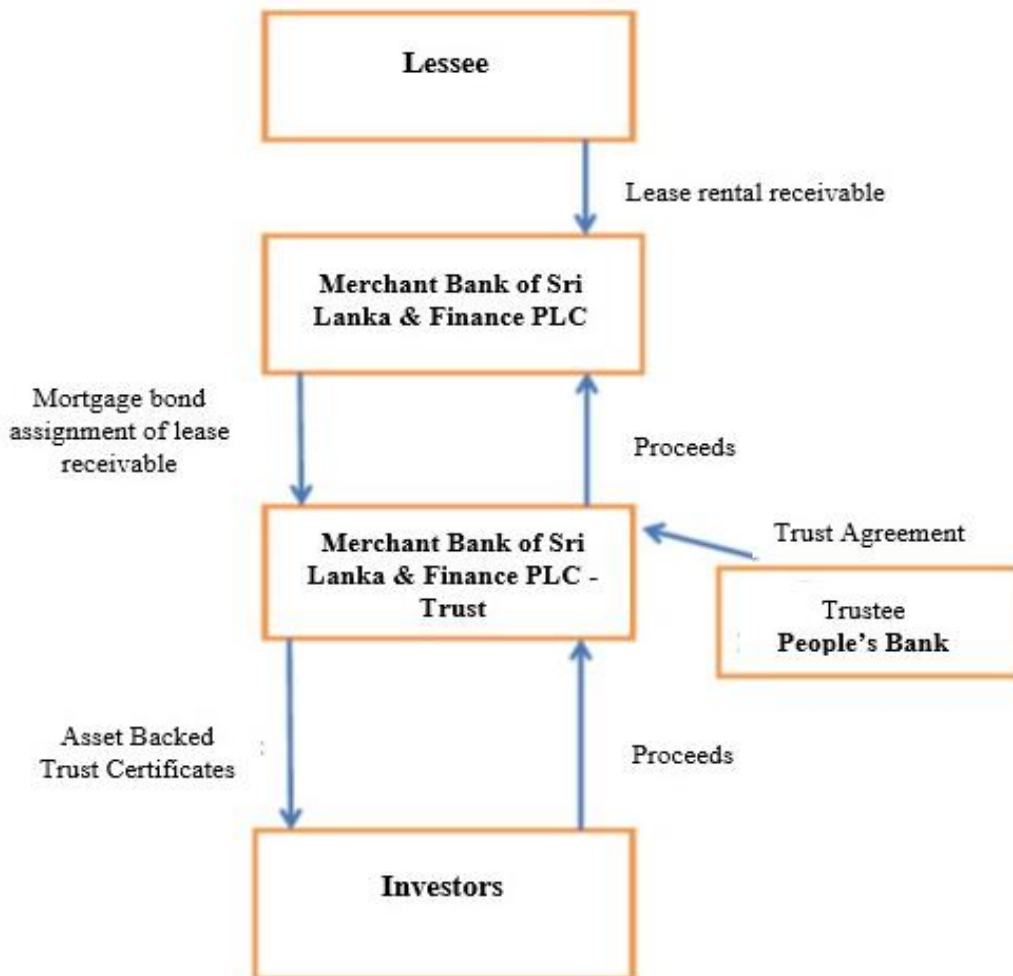 Lessee
Lease rental receivable
Merchant Bank of Sri
Lanka & Finance PLC
Mortgage bond
assignment of lease
receivable
Proceeds
Merchant Bank of Sri
Lanka & Finance PLC -
Trust
Trust Agreement
Trustee
People's Bank
Asset Backed
Trust Certificates
Proceeds
Investors